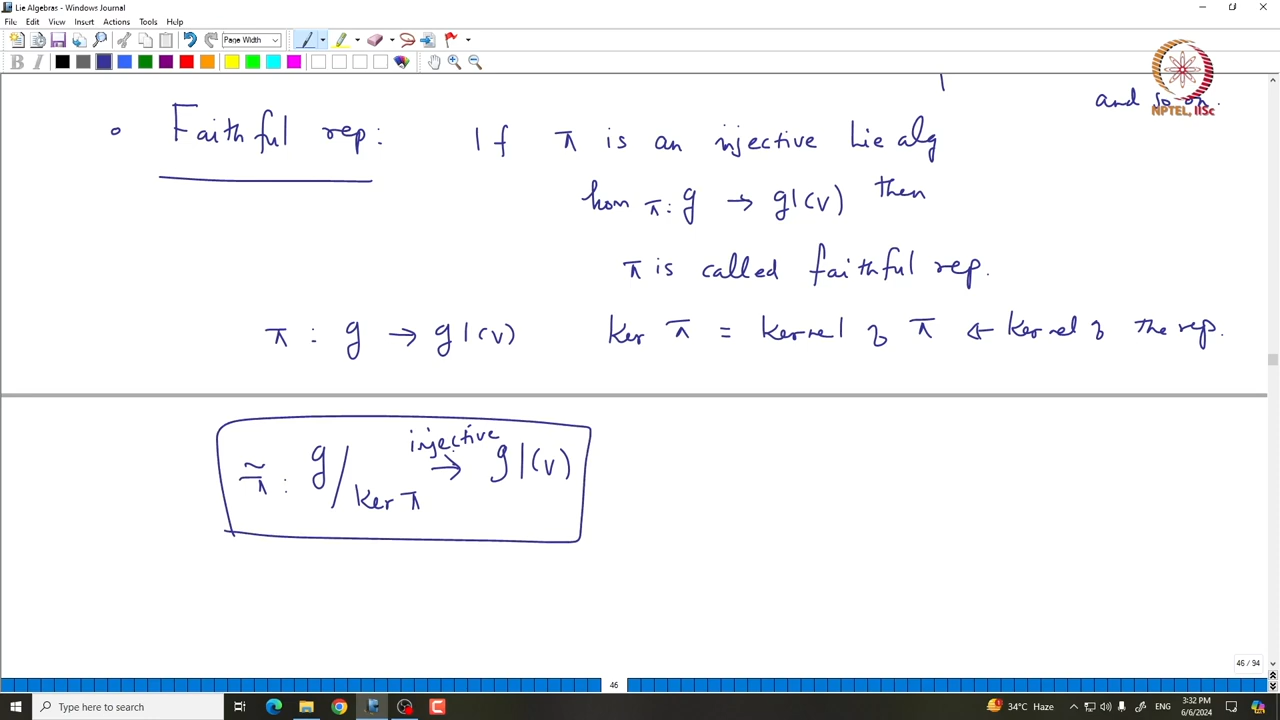 Lie Algebras - Windows Journal
File Edit View Insert Actions Tools Help
Page Width
B I
and so on.
NPTEL, IISc
Faithful rep: If π is an injective Lie alg
hom π: g → gl(v) then
π is called faithful rep.
π : g → gl(v) Ker π = Kernel of π ← Kernel of the rep.
injective
π̃ : g/Ker π → gl(v)
46 / 94
46
Type here to search
34°C Haze
ENG
3:32 PM
6/6/2024